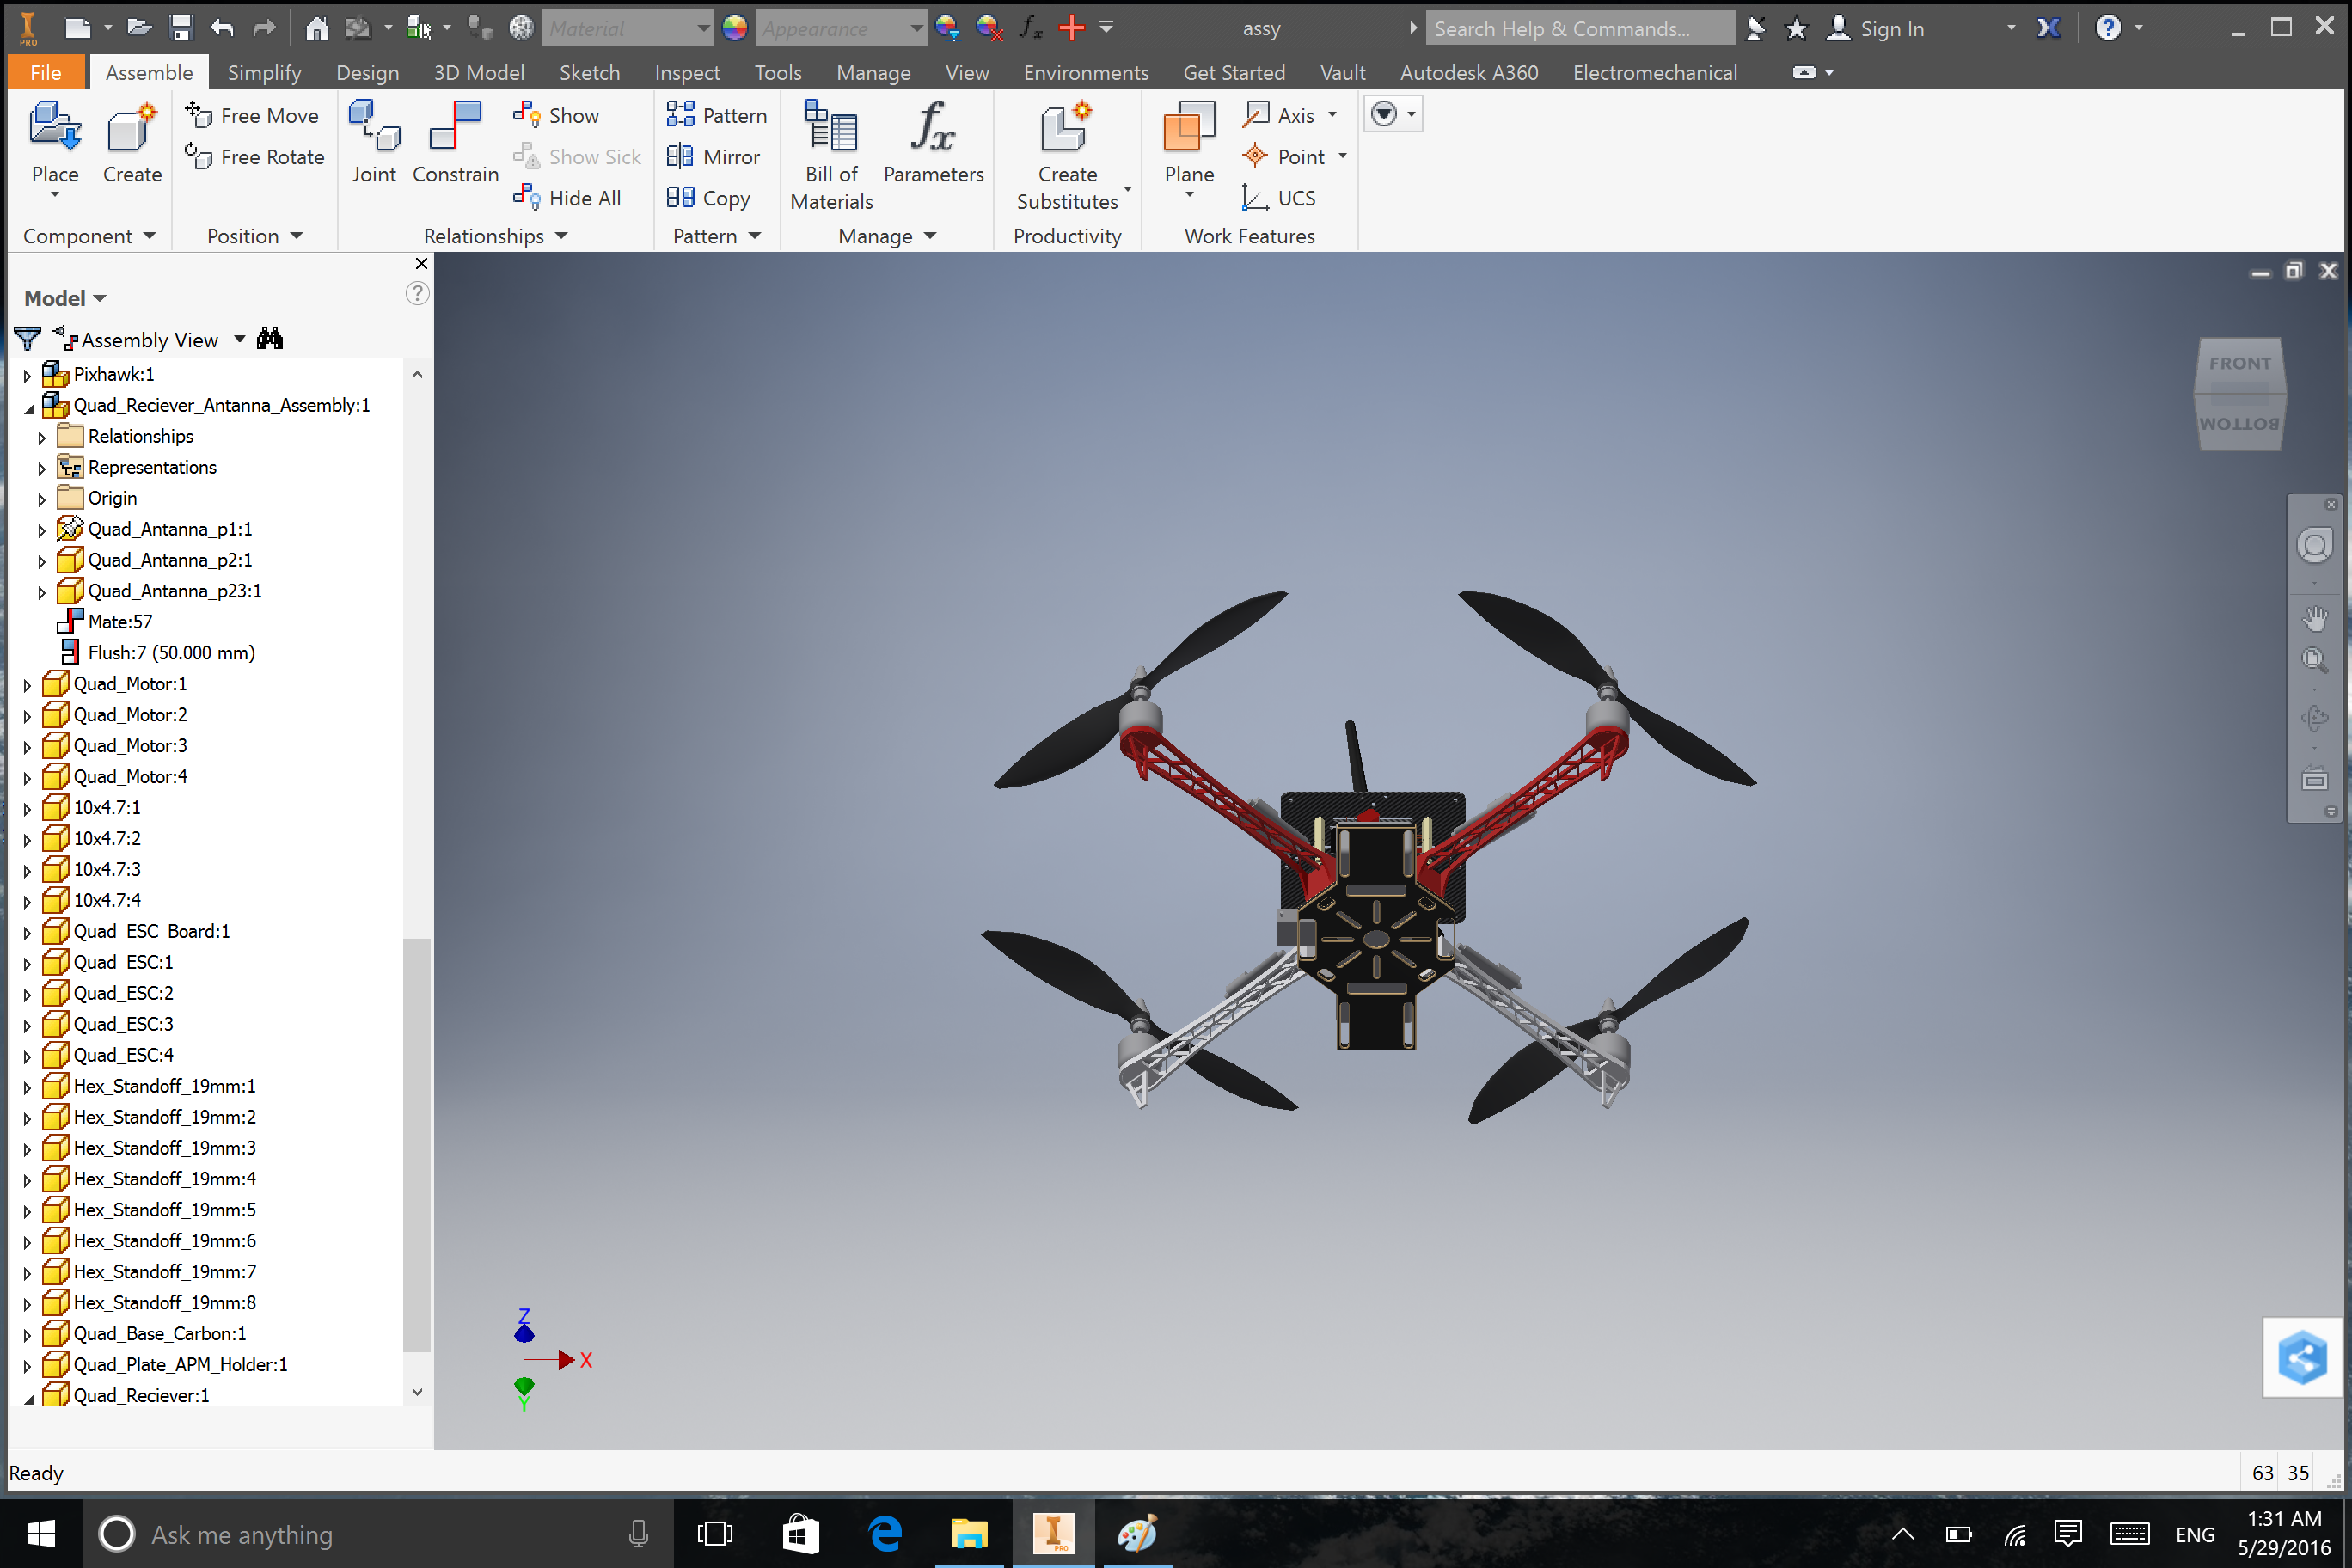 PRO
Material
Appearance
assy
Search Help & Commands...
Sign In
File
Assemble
Simplify
Design
3D Model
Sketch
Inspect
Tools
Manage
View
Environments
Get Started
Vault
Autodesk A360
Electromechanical
Place
Create
Free Move
Free Rotate
Joint
Constrain
Show
Show Sick
Hide All
Pattern
Mirror
Copy
Bill of
Materials
Parameters
Create
Substitutes
Plane
Axis
Point
UCS
Component
Position
Relationships
Pattern
Manage
Productivity
Work Features
Model
Assembly View
Pixhawk:1
Quad_Reciever_Antanna_Assembly:1
Relationships
Representations
Origin
Quad_Antanna_p1:1
Quad_Antanna_p2:1
Quad_Antanna_p23:1
Mate:57
Flush:7 (50.000 mm)
Quad_Motor:1
Quad_Motor:2
Quad_Motor:3
Quad_Motor:4
10x4.7:1
10x4.7:2
10x4.7:3
10x4.7:4
Quad_ESC_Board:1
Quad_ESC:1
Quad_ESC:2
Quad_ESC:3
Quad_ESC:4
Hex_Standoff_19mm:1
Hex_Standoff_19mm:2
Hex_Standoff_19mm:3
Hex_Standoff_19mm:4
Hex_Standoff_19mm:5
Hex_Standoff_19mm:6
Hex_Standoff_19mm:7
Hex_Standoff_19mm:8
Quad_Base_Carbon:1
Quad_Plate_APM_Holder:1
Quad_Reciever:1
FRONT
BOTTOM
Z
X
Y
Ready
63 35
Ask me anything
PRO
ENG
1:31 AM
5/29/2016